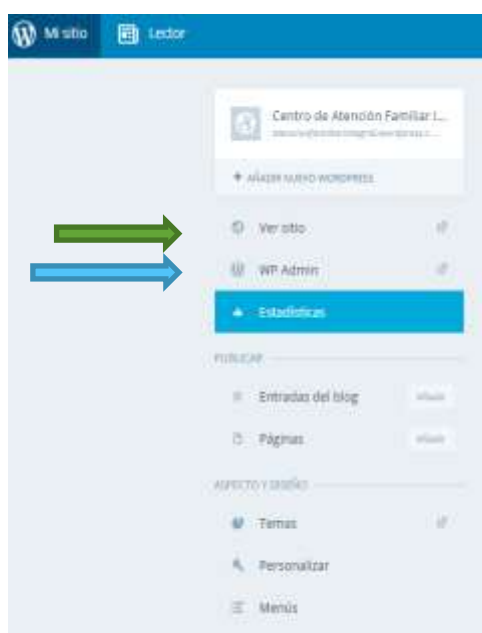 Mi sitio
Lector
Centro de Atención Familiar I...
+ AÑADIR NUEVO WORDPRESS
Ver sitio
WP Admin
Estadísticas
PUBLICAR
Entradas del blog
Añadir
Páginas
Añadir
ASPECTO Y DISEÑO
Temas
Personalizar
Menús